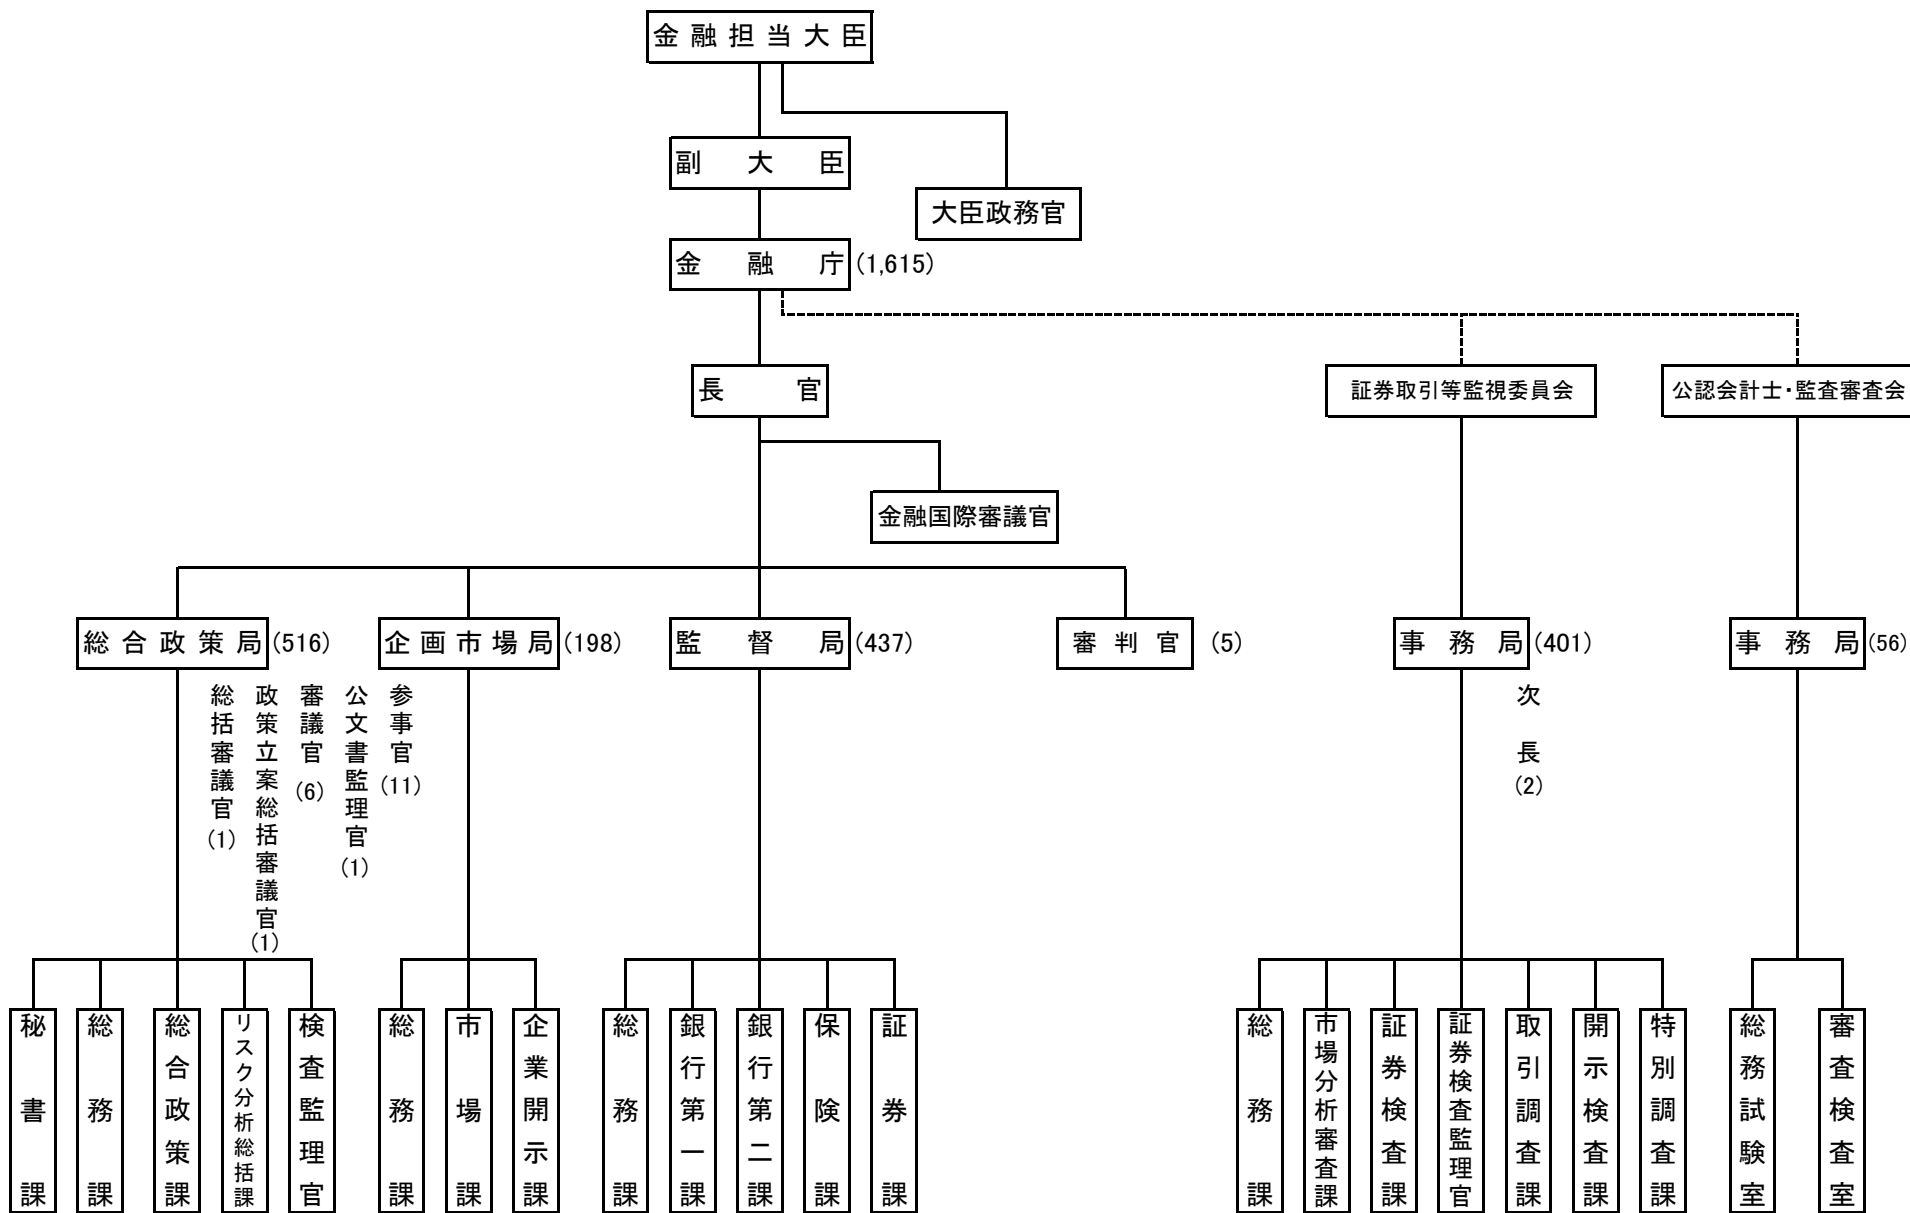 金融担当大臣
副大臣
大臣政務官
金融庁 (1,615)
長官
証券取引等監視委員会
公認会計士・監査審査会
金融国際審議官
総合政策局 (516)
企画市場局 (198)
監督局 (437)
審判官 (5)
事務局 (401)
事務局 (56)
総括審議官 (1)
政策立案総括審議官 (1)
審議官 (6)
公文書監理官 (1)
参事官 (11)
次長 (2)
秘書課
総務課
総合政策課
リスク分析総括課
検査監理官
総務課
市場課
企業開示課
総務課
銀行第一課
銀行第二課
保険課
証券課
総務課
市場分析審査課
証券検査課
証券検査監理官
取引調査課
開示検査課
特別調査課
総務試験室
審査検査室